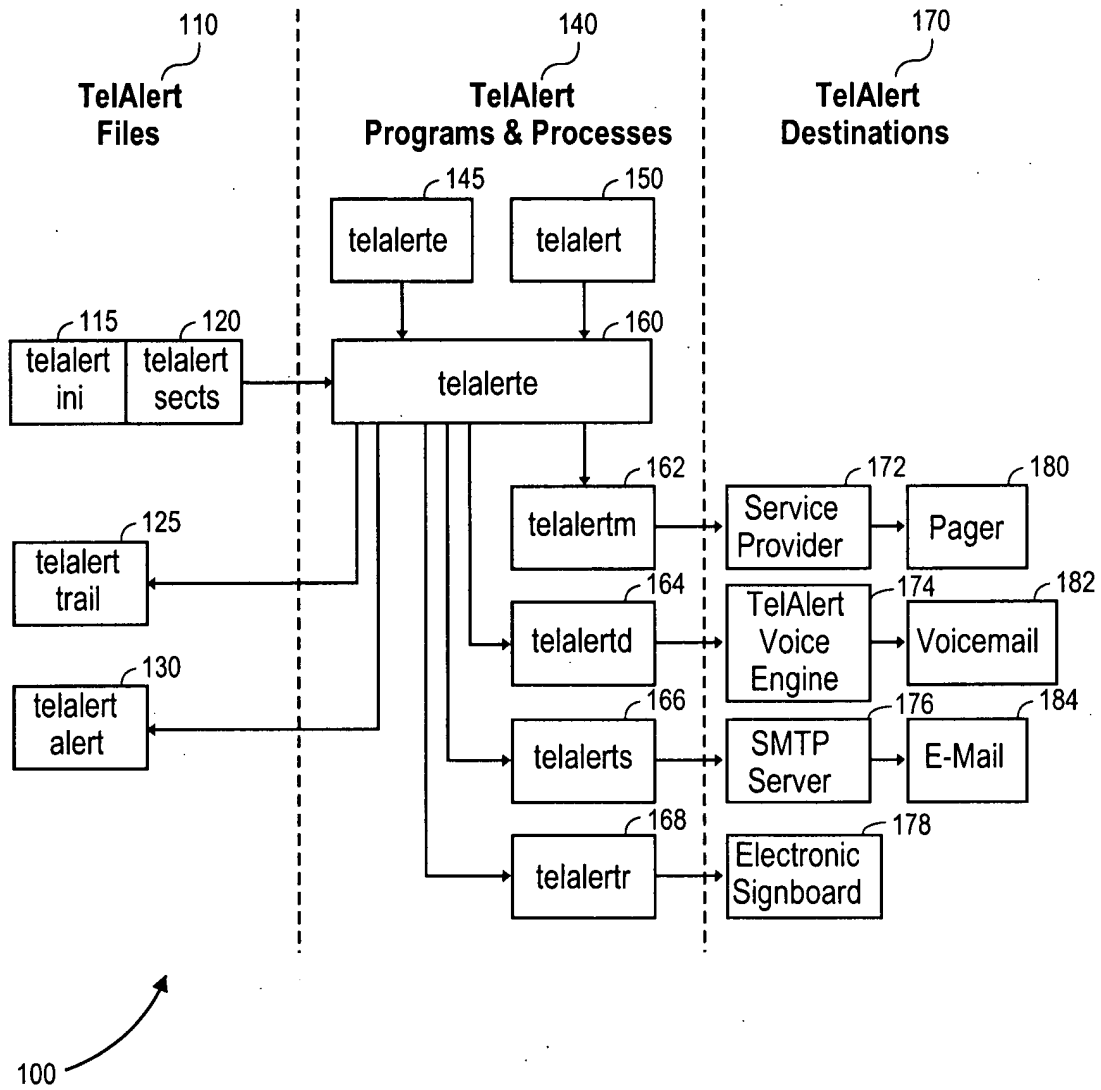 110
140
170
TelAlert
Files
TelAlert
Programs & Processes
TelAlert
Destinations
145
150
telalerte
telalert
115
120
160
telalert
ini
telalert
sects
telalerte
162
172
180
telalertm
Service
Provider
Pager
125
telalert
trail
164
174
182
telalertd
TelAlert
Voice
Engine
Voicemail
130
telalert
alert
166
176
184
telalerts
SMTP
Server
E-Mail
168
178
telalertr
Electronic
Signboard
100